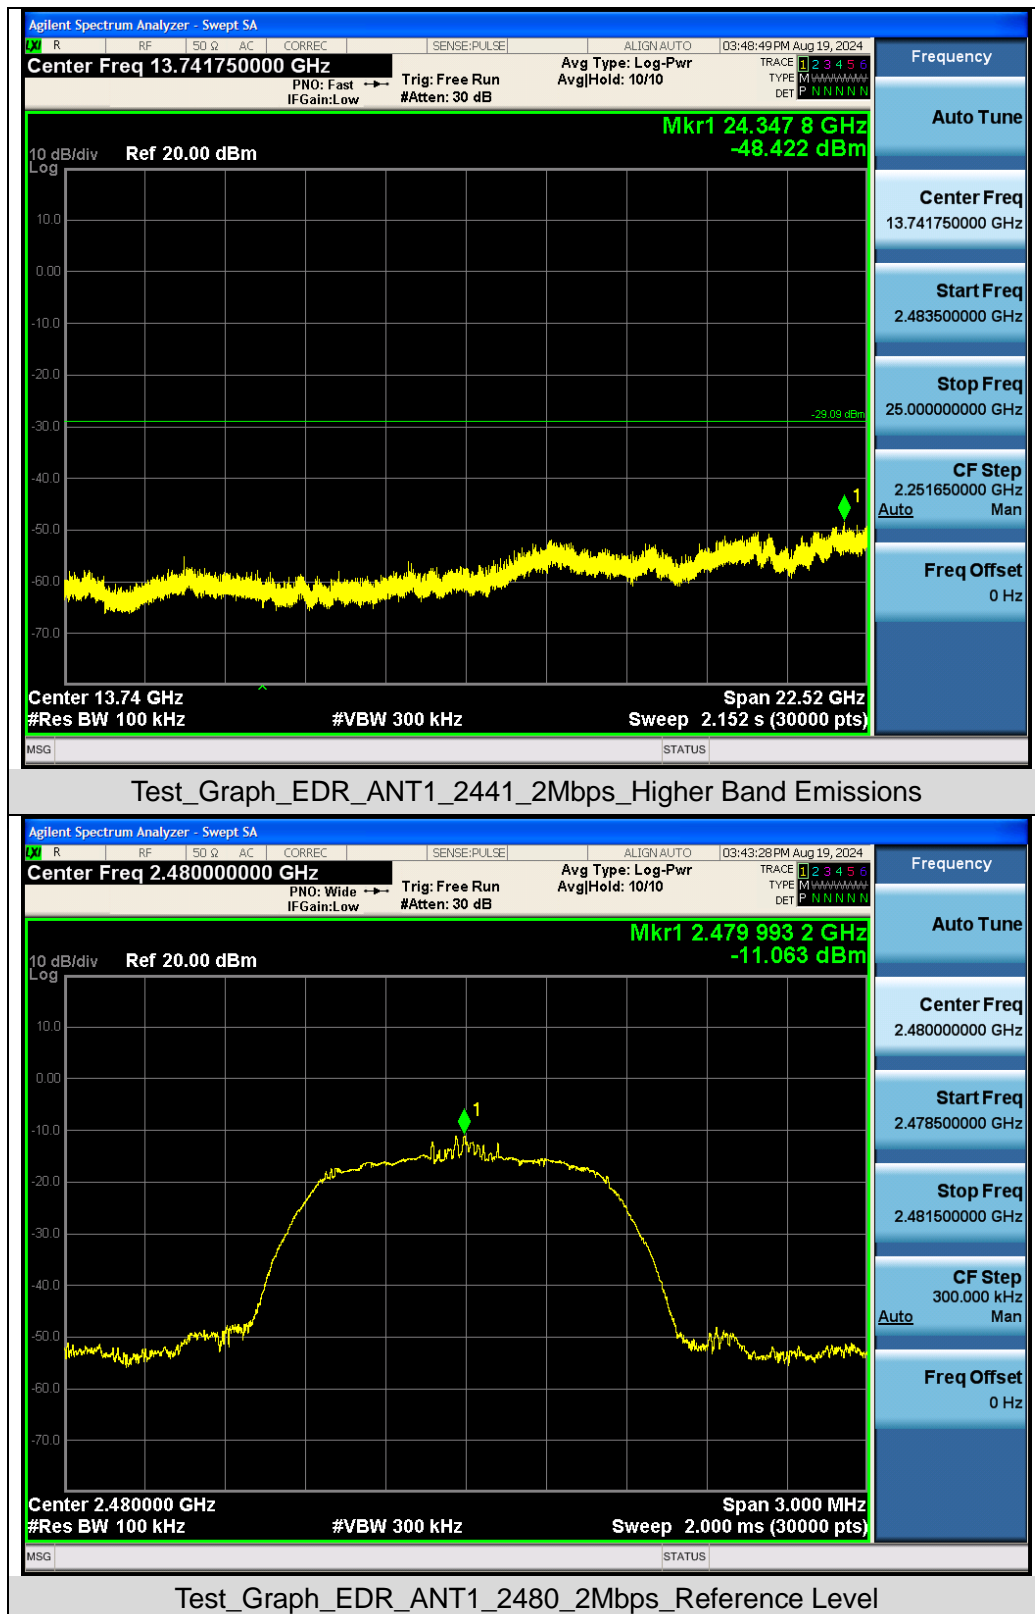 Agilent Spectrum Analyzer - Swept SA
LXI R RF 50 Ω AC CORREC SENSE:PULSE ALIGN AUTO 03:48:49 PM Aug 19, 2024
Center Freq 13.741750000 GHz
PNO: Fast
IFGain:Low
Trig: Free Run
#Atten: 30 dB
Avg Type: Log-Pwr
Avg|Hold: 10/10
TRACE 1 2 3 4 5 6
TYPE M
DET P N N N N N
Mkr1 24.347 8 GHz
-48.422 dBm
10 dB/div
Log
Ref 20.00 dBm
10.0
0.00
-10.0
-20.0
-29.09 dBm
-30.0
-40.0
1
-50.0
-60.0
-70.0
Center 13.74 GHz
Span 22.52 GHz
#Res BW 100 kHz
#VBW 300 kHz
Sweep 2.152 s (30000 pts)
MSG
STATUS
Frequency
Auto Tune
Center Freq
13.741750000 GHz
Start Freq
2.483500000 GHz
Stop Freq
25.000000000 GHz
CF Step
2.251650000 GHz
Auto Man
Freq Offset
0 Hz
Test_Graph_EDR_ANT1_2441_2Mbps_Higher Band Emissions
Agilent Spectrum Analyzer - Swept SA
LXI R RF 50 Ω AC CORREC SENSE:PULSE ALIGN AUTO 03:43:28 PM Aug 19, 2024
Center Freq 2.480000000 GHz
PNO: Wide
IFGain:Low
Trig: Free Run
#Atten: 30 dB
Avg Type: Log-Pwr
Avg|Hold: 10/10
TRACE 1 2 3 4 5 6
TYPE M
DET P N N N N N
Mkr1 2.479 993 2 GHz
-11.063 dBm
10 dB/div
Log
Ref 20.00 dBm
10.0
0.00
1
-10.0
-20.0
-30.0
-40.0
-50.0
-60.0
-70.0
Center 2.480000 GHz
Span 3.000 MHz
#Res BW 100 kHz
#VBW 300 kHz
Sweep 2.000 ms (30000 pts)
MSG
STATUS
Frequency
Auto Tune
Center Freq
2.480000000 GHz
Start Freq
2.478500000 GHz
Stop Freq
2.481500000 GHz
CF Step
300.000 kHz
Auto Man
Freq Offset
0 Hz
Test_Graph_EDR_ANT1_2480_2Mbps_Reference Level